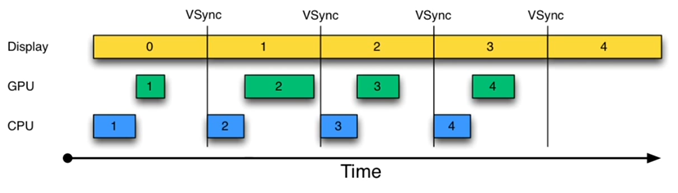 VSync VSync VSync VSync
Display 0 1 2 3 4
GPU 1 2 3 4
CPU 1 2 3 4
Time